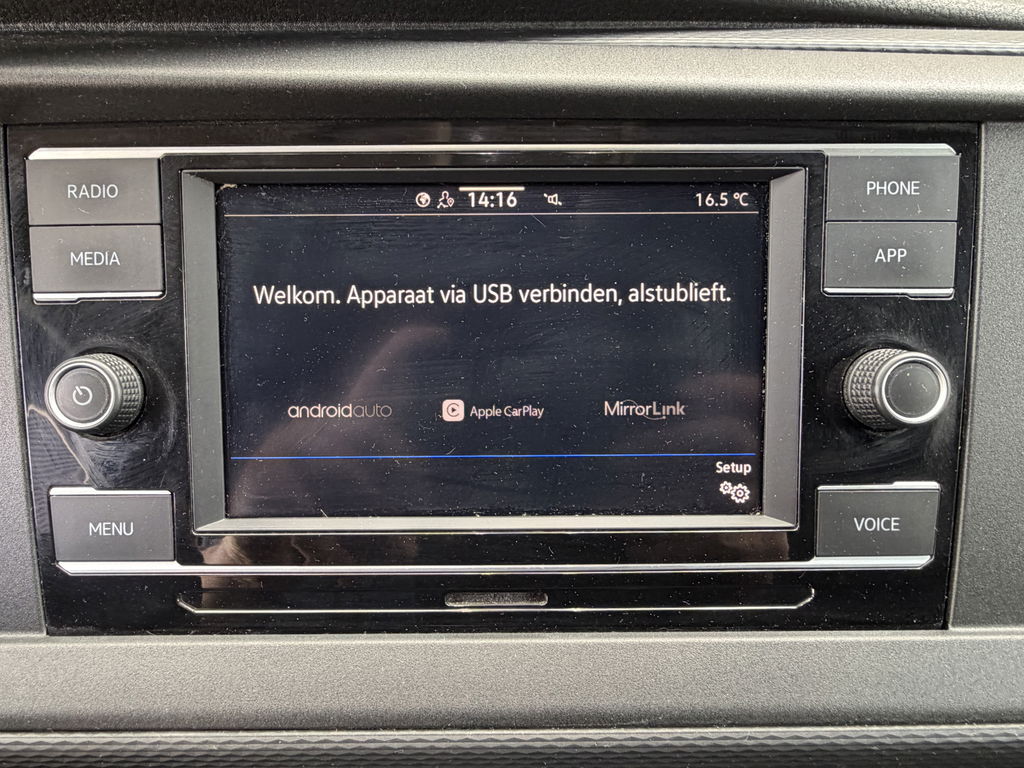 RADIO
MEDIA
MENU
14:16
16.5 °C
Welkom. Apparaat via USB verbinden, alstublieft.
androidauto
Apple CarPlay
MirrorLink
Setup
PHONE
APP
VOICE